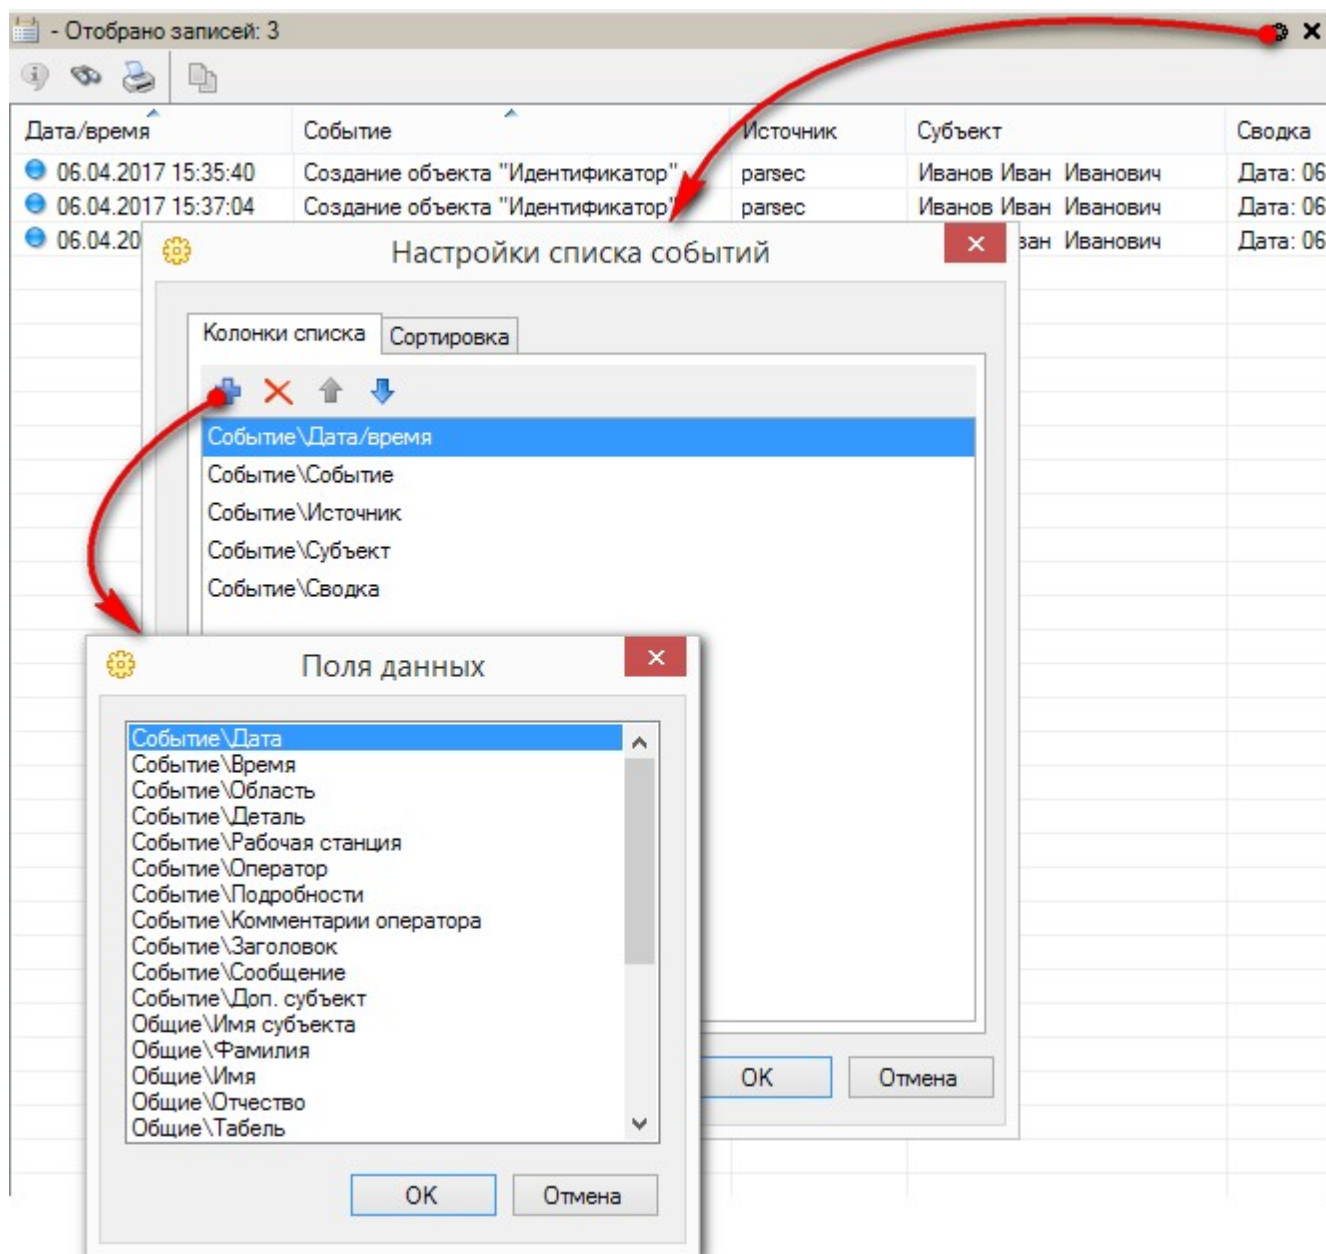 - Отобрано записей: 3
Дата/время Событие Источник Субъект Сводка
06.04.2017 15:35:40 Создание объекта "Идентификатор" parsec Иванов Иван Иванович Дата: 06
06.04.2017 15:37:04 Создание объекта "Идентификатор" parsec Иванов Иван Иванович Дата: 06
06.04.20 ван Иванович Дата: 06
Настройки списка событий
Колонки списка Сортировка
Событие\Дата/время
Событие\Событие
Событие\Источник
Событие\Субъект
Событие\Сводка
Поля данных
Событие\Дата
Событие\Время
Событие\Область
Событие\Деталь
Событие\Рабочая станция
Событие\Оператор
Событие\Подробности
Событие\Комментарии оператора
Событие\Заголовок
Событие\Сообщение
Событие\Доп. субъект
Общие\Имя субъекта
Общие\Фамилия
Общие\Имя
Общие\Отчество
Общие\Табель
OK Отмена
OK Отмена